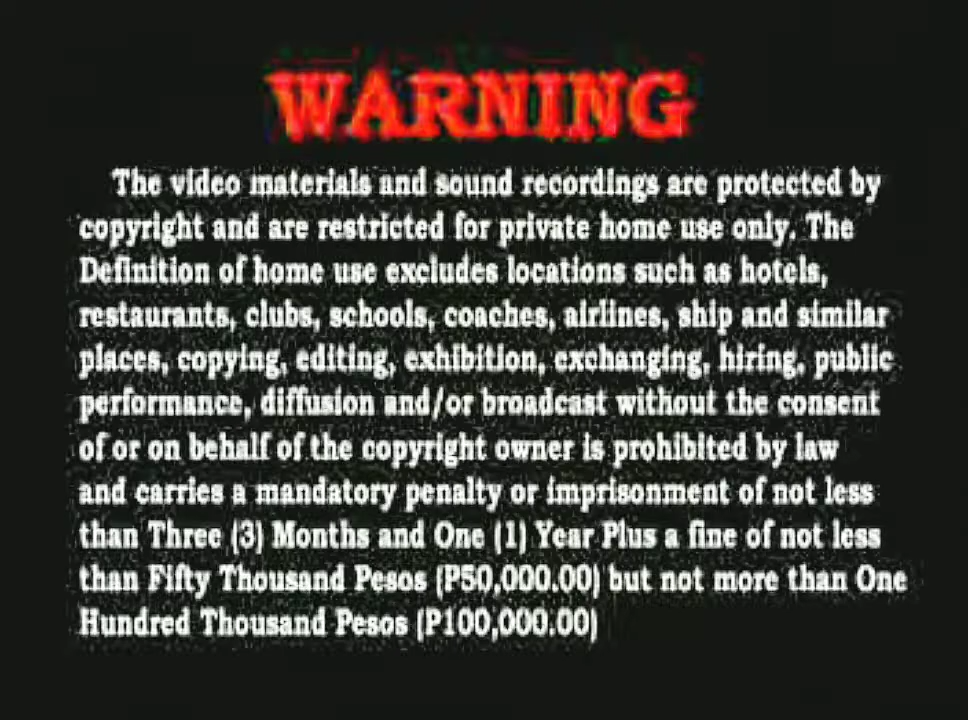 WARNING
The video materials and sound recordings are protected by
copyright and are restricted for private home use only. The
Definition of home use excludes locations such as hotels,
restaurants, clubs, schools, coaches, airlines, ship and similar
places, copying, editing, exhibition, exchanging, hiring, public
performance, diffusion and/or broadcast without the consent
of or on behalf of the copyright owner is prohibited by law
and carries a mandatory penalty or imprisonment of not less
than Three (3) Months and One (1) Year Plus a fine of not less
than Fifty Thousand Pesos (P50,000.00) but not more than One
Hundred Thousand Pesos (P100,000.00)